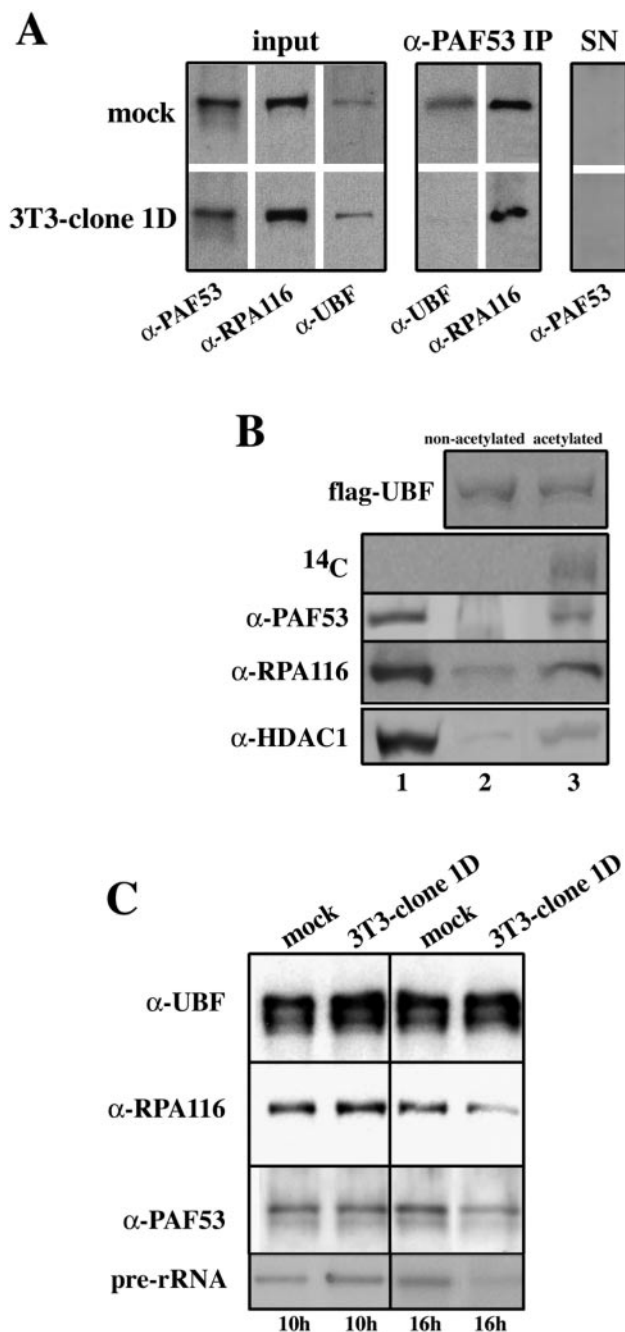 A
input
α-PAF53 IP
SN
mock
3T3-clone 1D
α-PAF53
α-RPA116
α-UBF
α-UBF
α-RPA116
α-PAF53
B
non-acetylated
acetylated
flag-UBF
14C
α-PAF53
α-RPA116
α-HDAC1
1 2 3
C
mock
3T3-clone 1D
mock
3T3-clone 1D
α-UBF
α-RPA116
α-PAF53
pre-rRNA
10h 10h 16h 16h